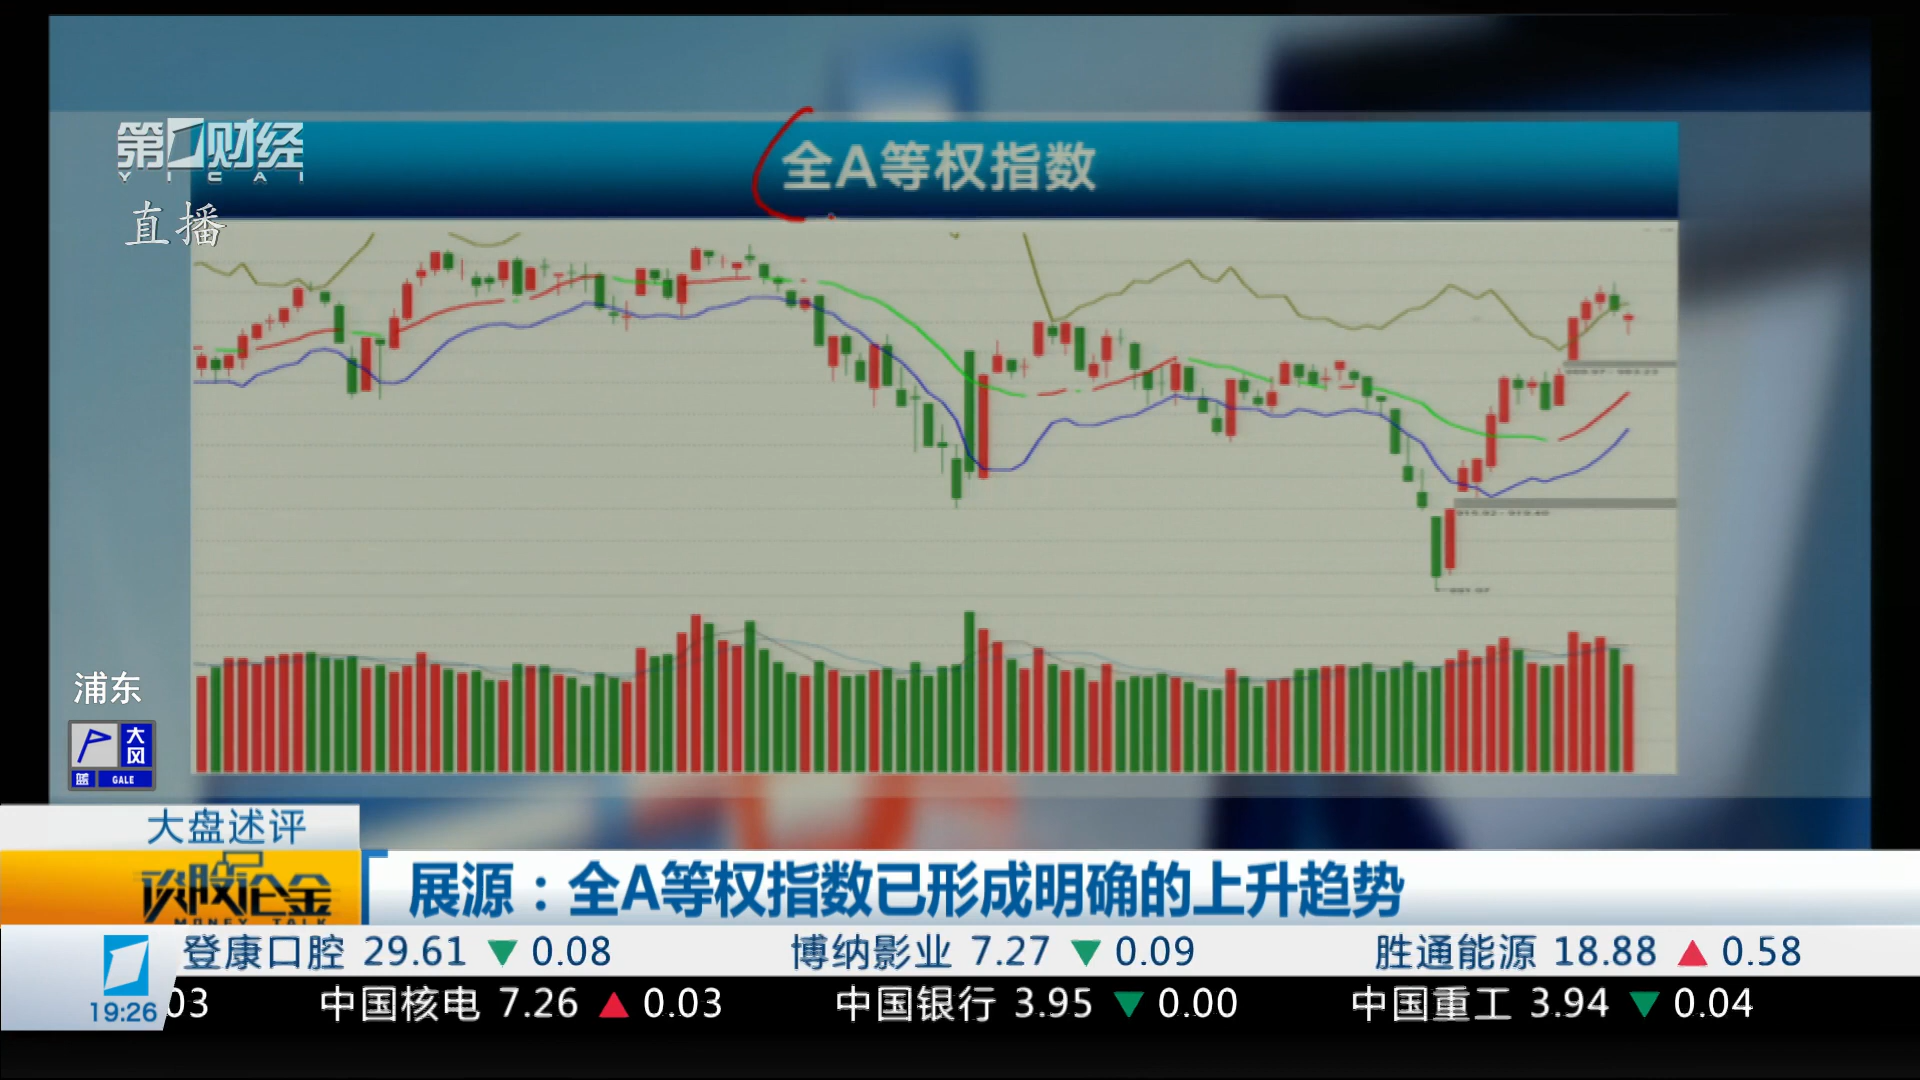 全A等权指数
第1财经
YICAI
直播
浦东
大风
蓝 GALE
大盘述评
谈股论金
MONEY TALK
展源：全A等权指数已形成明确的上升趋势
登康口腔 29.61 ▼ 0.08 博纳影业 7.27 ▼ 0.09 胜通能源 18.88 ▲ 0.58
19:26
03 中国核电 7.26 ▲ 0.03 中国银行 3.95 ▼ 0.00 中国重工 3.94 ▼ 0.04